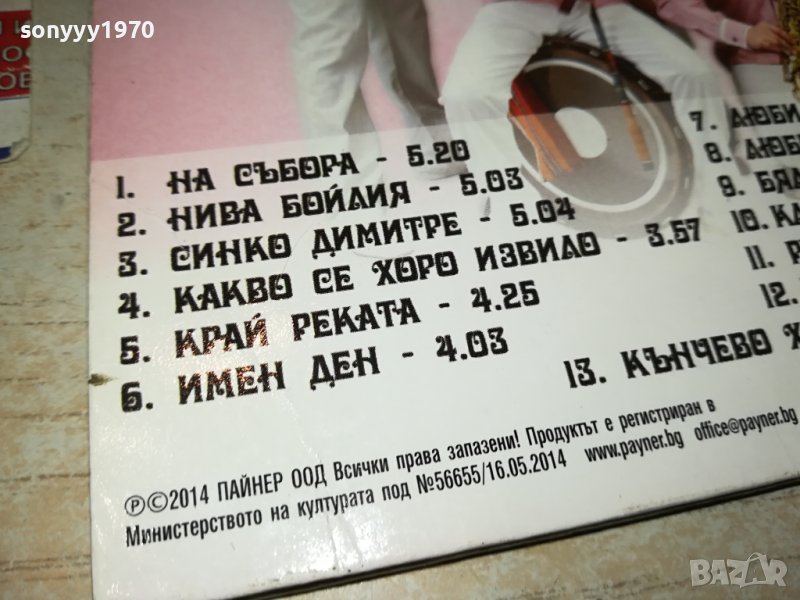 sonyyy1970
1. НА СЪБОРА - 5.20
2. НИВА БОЙЛИЯ - 5.03
3. СИНКО ДИМИТРЕ - 5.04
4. КАКВО СЕ ХОРО ИЗВИЛО - 3.57
5. КРАЙ РЕКАТА - 4.25
6. ИМЕН ДЕН - 4.03
7.
8.
9.
10.
11.
12.
13. КЪНЧЕВО
℗©2014 ПАЙНЕР ООД Всички права запазени! Продуктът е регистриран в
Министерството на културата под №56655/16.05.2014 www.payner.bg office@payner.bg
BAZAR